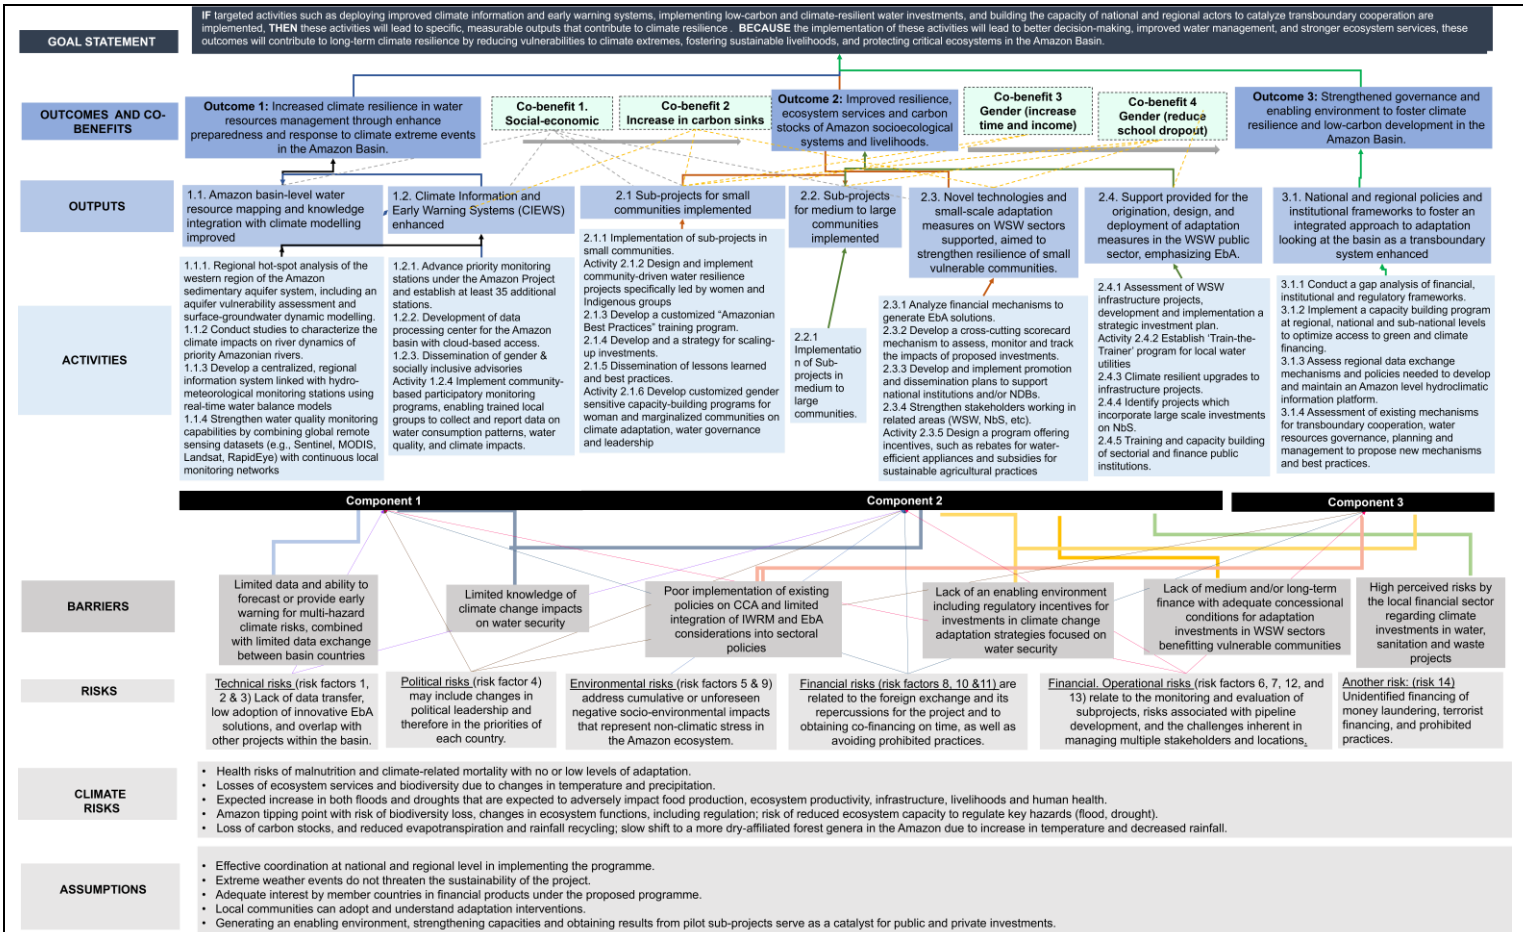 IF targeted activities such as deploying improved climate information and early warning systems, implementing low-carbon and climate-resilient water investments, and building the capacity of national and regional actors to catalyze transboundary cooperation are
implemented, THEN these activities will lead to specific, measurable outputs that contribute to climate resilience . BECAUSE the implementation of these activities will lead to better decision-making, improved water management, and stronger ecosystem services, these
outcomes will contribute to long-term climate resilience by reducing vulnerabilities to climate extremes, fostering sustainable livelihoods, and protecting critical ecosystems in the Amazon Basin.
GOAL STATEMENT
OUTCOMES AND CO-
BENEFITS
Outcome 1: Increased climate resilience in water
resources management through enhance
preparedness and response to climate extreme events
in the Amazon Basin.
Co-benefit 1.
Social-economic
Co-benefit 2
Increase in carbon sinks
Outcome 2: Improved resilience,
ecosystem services and carbon
stocks of Amazon socioecological
systems and livelihoods.
Co-benefit 3
Gender (increase
time and income)
Co-benefit 4
Gender (reduce
school dropout)
Outcome 3: Strengthened governance and
enabling environment to foster climate
resilience and low-carbon development in the
Amazon Basin.
OUTPUTS
1.1. Amazon basin-level water
resource mapping and knowledge
integration with climate modelling
improved
1.2. Climate Information and
Early Warning Systems (CIEWS)
enhanced
2.1 Sub-projects for small
communities implemented
2.2. Sub-projects
for medium to large
communities
implemented
2.3. Novel technologies and
small-scale adaptation
measures on WSW sectors
supported, aimed to
strengthen resilience of small
vulnerable communities.
2.4. Support provided for the
origination, design, and
deployment of adaptation
measures in the WSW public
sector, emphasizing EbA.
3.1. National and regional policies and
institutional frameworks to foster an
integrated approach to adaptation
looking at the basin as a transboundary
system enhanced
ACTIVITIES
1.1.1. Regional hot-spot analysis of the
western region of the Amazon
sedimentary aquifer system, including an
aquifer vulnerability assessment and
surface-groundwater dynamic modelling.
1.1.2 Conduct studies to characterize the
climate impacts on river dynamics of
priority Amazonian rivers.
1.1.3 Develop a centralized, regional
information system linked with hydro-
meteorological monitoring stations using
real-time water balance models
1.1.4 Strengthen water quality monitoring
capabilities by combining global remote
sensing datasets (e.g., Sentinel, MODIS,
Landsat, RapidEye) with continuous local
monitoring networks
1.2.1. Advance priority monitoring
stations under the Amazon Project
and establish at least 35 additional
stations.
1.2.2. Development of data
processing center for the Amazon
basin with cloud-based access.
1.2.3. Dissemination of gender &
socially inclusive advisories
Activity 1.2.4 Implement community-
based participatory monitoring
programs, enabling trained local
groups to collect and report data on
water consumption patterns, water
quality, and climate impacts.
2.1.1 Implementation of sub-projects in
small communities.
Activity 2.1.2 Design and implement
community-driven water resilience
projects specifically led by women and
Indigenous groups
2.1.3 Develop a customized “Amazonian
Best Practices” training program.
2.1.4 Develop and a strategy for scaling-
up investments.
2.1.5 Dissemination of lessons learned
and best practices.
Activity 2.1.6 Develop customized gender
sensitive capacity-building programs for
woman and marginalized communities on
climate adaptation, water governance
and leadership
2.2.1
Implementatio
n of Sub-
projects in
medium to
large
communities.
2.3.1 Analyze financial mechanisms to
generate EbA solutions.
2.3.2 Develop a cross-cutting scorecard
mechanism to assess, monitor and track
the impacts of proposed investments.
2.3.3 Develop and implement promotion
and dissemination plans to support
national institutions and/or NDBs.
2.3.4 Strengthen stakeholders working in
related areas (WSW, NbS, etc).
Activity 2.3.5 Design a program offering
incentives, such as rebates for water-
efficient appliances and subsidies for
sustainable agricultural practices
2.4.1 Assessment of WSW
infrastructure projects,
development and implementation a
strategic investment plan.
Activity 2.4.2 Establish ‘Train-the-
Trainer’ program for local water
utilities
2.4.3 Climate resilient upgrades to
infrastructure projects.
2.4.4 Identify projects which
incorporate large scale investments
on NbS.
2.4.5 Training and capacity building
of sectorial and finance public
institutions.
3.1.1 Conduct a gap analysis of financial,
institutional and regulatory frameworks.
3.1.2 Implement a capacity building program
at regional, national and sub-national levels
to optimize access to green and climate
financing.
3.1.3 Assess regional data exchange
mechanisms and policies needed to develop
and maintain an Amazon level hydroclimatic
information platform.
3.1.4 Assessment of existing mechanisms
for transboundary cooperation, water
resources governance, planning and
management to propose new mechanisms
and best practices.
Component 1
Component 2
Component 3
BARRIERS
Limited data and ability to
forecast or provide early
warning for multi-hazard
climate risks, combined
with limited data exchange
between basin countries
Limited knowledge of
climate change impacts
on water security
Poor implementation of existing
policies on CCA and limited
integration of IWRM and EbA
considerations into sectoral
policies
Lack of an enabling environment
including regulatory incentives for
investments in climate change
adaptation strategies focused on
water security
Lack of medium and/or long-term
finance with adequate concessional
conditions for adaptation
investments in WSW sectors
benefitting vulnerable communities
High perceived risks by
the local financial sector
regarding climate
investments in water,
sanitation and waste
projects
RISKS
Technical risks (risk factors 1,
2 & 3) Lack of data transfer,
low adoption of innovative EbA
solutions, and overlap with
other projects within the basin.
Political risks (risk factor 4)
may include changes in
political leadership and
therefore in the priorities of
each country.
Environmental risks (risk factors 5 & 9)
address cumulative or unforeseen
negative socio-environmental impacts
that represent non-climatic stress in
the Amazon ecosystem.
Financial risks (risk factors 8, 10 &11) are
related to the foreign exchange and its
repercussions for the project and to
obtaining co-financing on time, as well as
avoiding prohibited practices.
Financial. Operational risks (risk factors 6, 7, 12, and
13) relate to the monitoring and evaluation of
subprojects, risks associated with pipeline
development, and the challenges inherent in
managing multiple stakeholders and locations.
Another risk: (risk 14)
Unidentified financing of
money laundering, terrorist
financing, and prohibited
practices.
CLIMATE
RISKS
• Health risks of malnutrition and climate-related mortality with no or low levels of adaptation.
• Losses of ecosystem services and biodiversity due to changes in temperature and precipitation.
• Expected increase in both floods and droughts that are expected to adversely impact food production, ecosystem productivity, infrastructure, livelihoods and human health.
• Amazon tipping point with risk of biodiversity loss, changes in ecosystem functions, including regulation; risk of reduced ecosystem capacity to regulate key hazards (flood, drought).
• Loss of carbon stocks, and reduced evapotranspiration and rainfall recycling; slow shift to a more dry-affiliated forest genera in the Amazon due to increase in temperature and decreased rainfall.
ASSUMPTIONS
• Effective coordination at national and regional level in implementing the programme.
• Extreme weather events do not threaten the sustainability of the project.
• Adequate interest by member countries in financial products under the proposed programme.
• Local communities can adopt and understand adaptation interventions.
• Generating an enabling environment, strengthening capacities and obtaining results from pilot sub-projects serve as a catalyst for public and private investments.